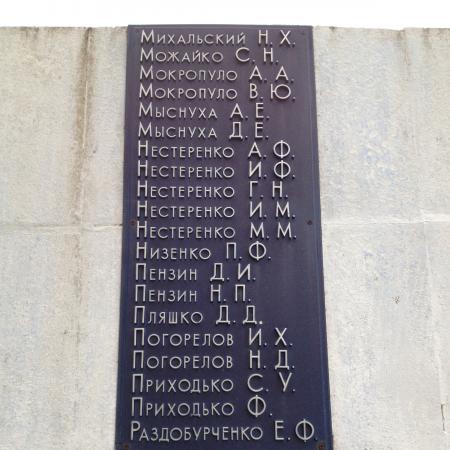 Михальский Н. Х.
Можайко С. Н.
Мокропуло А. А.
Мокропуло В. Ю.
Мыснуха А. Е.
Мыснуха Д. Е.
Нестеренко А. Ф.
Нестеренко И. Ф.
Нестеренко Г. Н.
Нестеренко И. М.
Нестеренко М. М.
Низенко П. Ф.
Пензин Д. И.
Пензин Н. П.
Пляшко Д. Д.
Погорелов И. Х.
Погорелов Н. Д.
Приходько С. У.
Приходько Ф.
Раздобурченко Е. Ф.